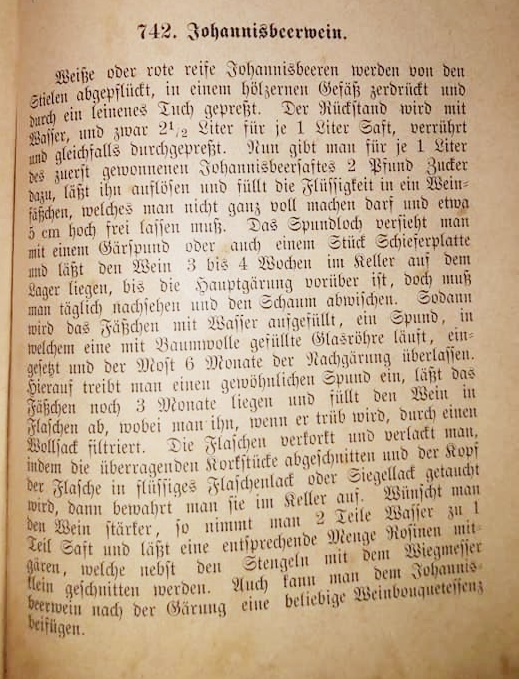 742. Johannisbeerwein.
Weiße oder rote reife Johannisbeeren werden von den
Stielen abgepflückt, in einem hölzernen Gefäß zerdrückt und
durch ein leinenes Tuch gepreßt. Der Rückstand wird mit
Wasser, und zwar 2¹/₂ Liter für je 1 Liter Saft, verrührt
und gleichfalls durchgepreßt. Nun gibt man für je 1 Liter
des zuerst gewonnenen Johannisbeersaftes 2 Pfund Zucker
dazu, läßt ihn auflösen und füllt die Flüssigkeit in ein Wein-
fäßchen, welches man nicht ganz voll machen darf und etwa
5 cm hoch frei lassen muß. Das Spundloch versieht man
mit einem Gärspund oder auch einem Stück Schieferplatte
und läßt den Wein 3 bis 4 Wochen im Keller auf dem
Lager liegen, bis die Hauptgärung vorüber ist, doch muß
man täglich nachsehen und den Schaum abwischen. Sodann
wird das Fäßchen mit Wasser aufgefüllt, ein Spund, in
welchem eine mit Baumwolle gefüllte Glasröhre läuft, ein-
gesetzt und der Most 6 Monate der Nachgärung überlassen.
Hierauf treibt man einen gewöhnlichen Spund ein, läßt das
Fäßchen noch 3 Monate liegen und füllt den Wein in
Flaschen ab, wobei man ihn, wenn er trüb wird, durch einen
Wollsack filtriert. Die Flaschen verkorkt und verlackt man,
indem die überragenden Korkstücke abgeschnitten und der Kopf
der Flasche in flüssiges Flaschenlack oder Siegellack getaucht
wird, dann bewahrt man sie im Keller auf. Wünscht man
den Wein stärker, so nimmt man 2 Teile Wasser zu 1
Teil Saft und läßt eine entsprechende Menge Rosinen mit-
gären, welche nebst den Stengeln mit dem Wiegmesser
klein geschnitten werden. Auch kann man dem Johannis-
beerwein nach der Gärung eine beliebige Weinbouquetessenz
beifügen.